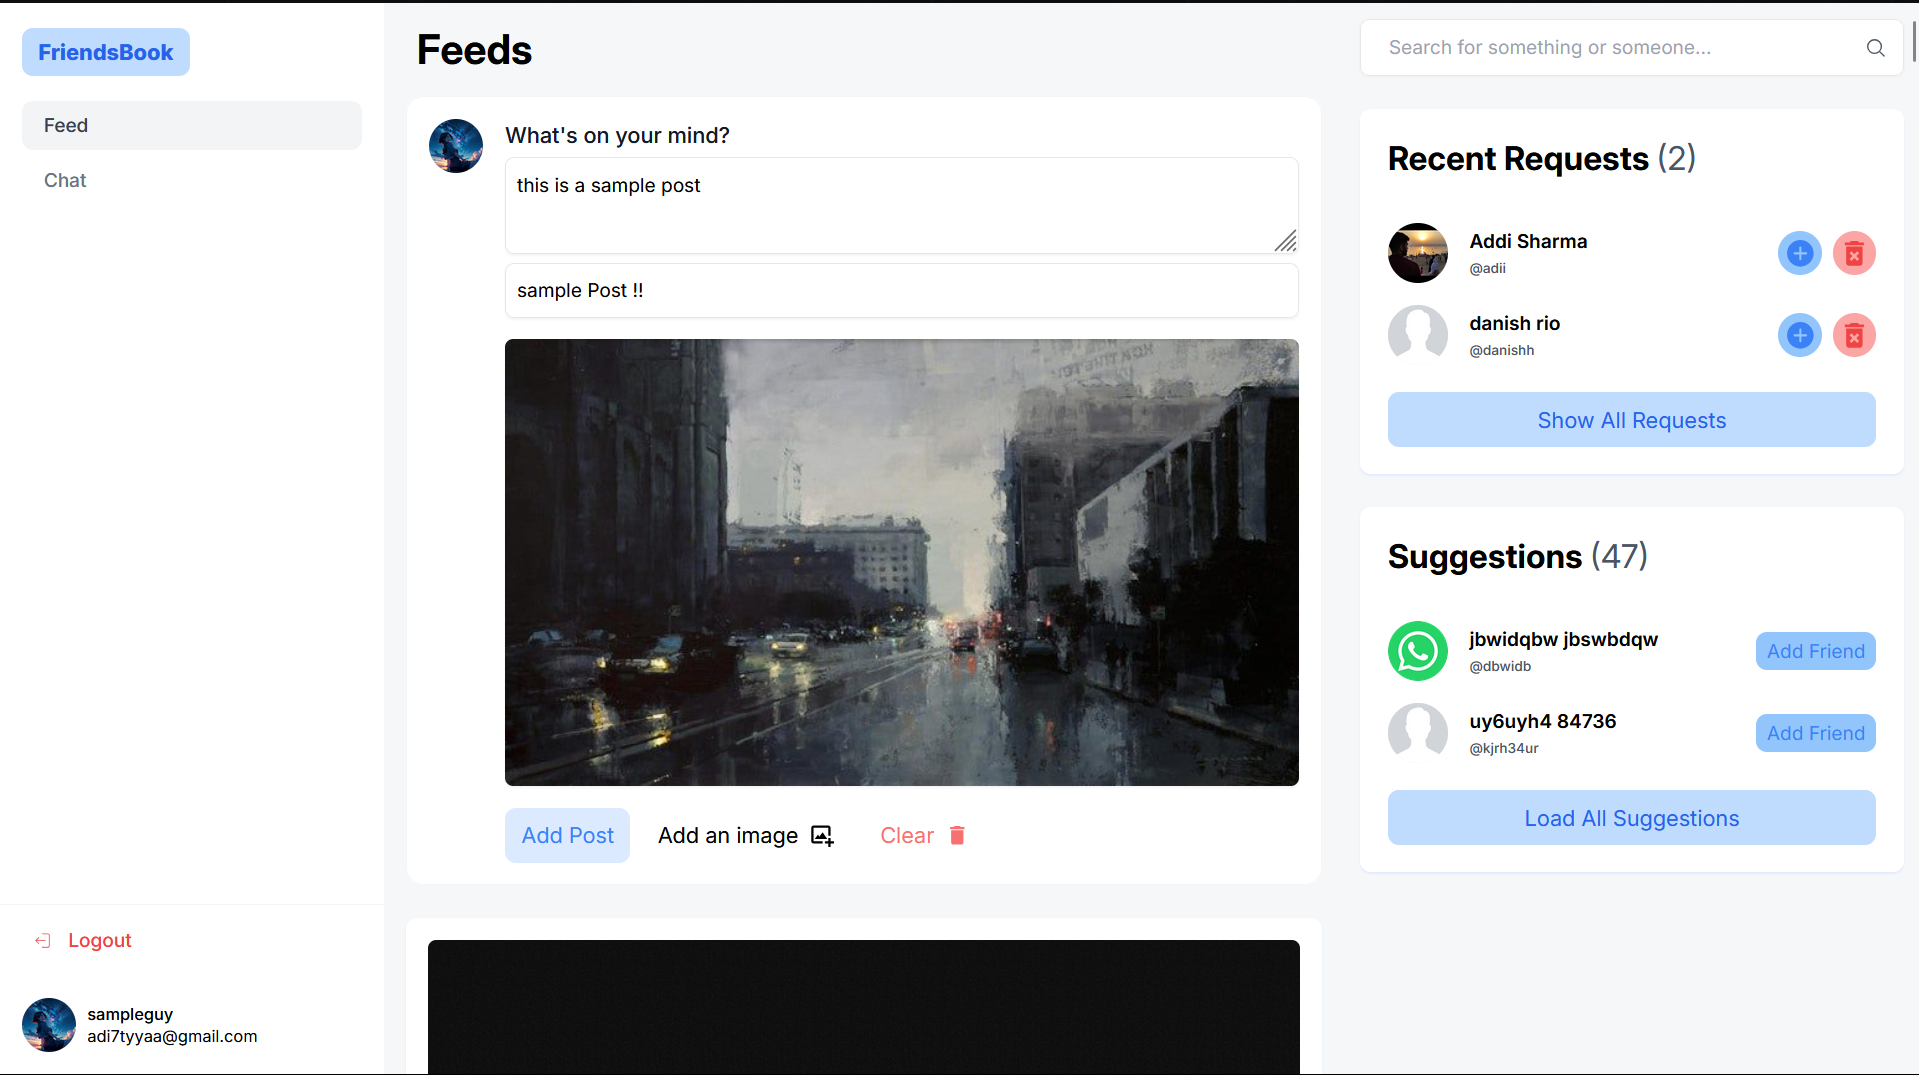 FriendsBook
Feed
Chat
Logout
sampleguy
adi7tyyaa@gmail.com
Feeds
What's on your mind?
this is a sample post
sample Post !!
Add Post
Add an image
Clear
Search for something or someone...
Recent Requests (2)
Addi Sharma
@adii
danish rio
@danishh
Show All Requests
Suggestions (47)
jbwidqbw jbswbdqw
@dbwidb
Add Friend
uy6uyh4 84736
@kjrh34ur
Add Friend
Load All Suggestions